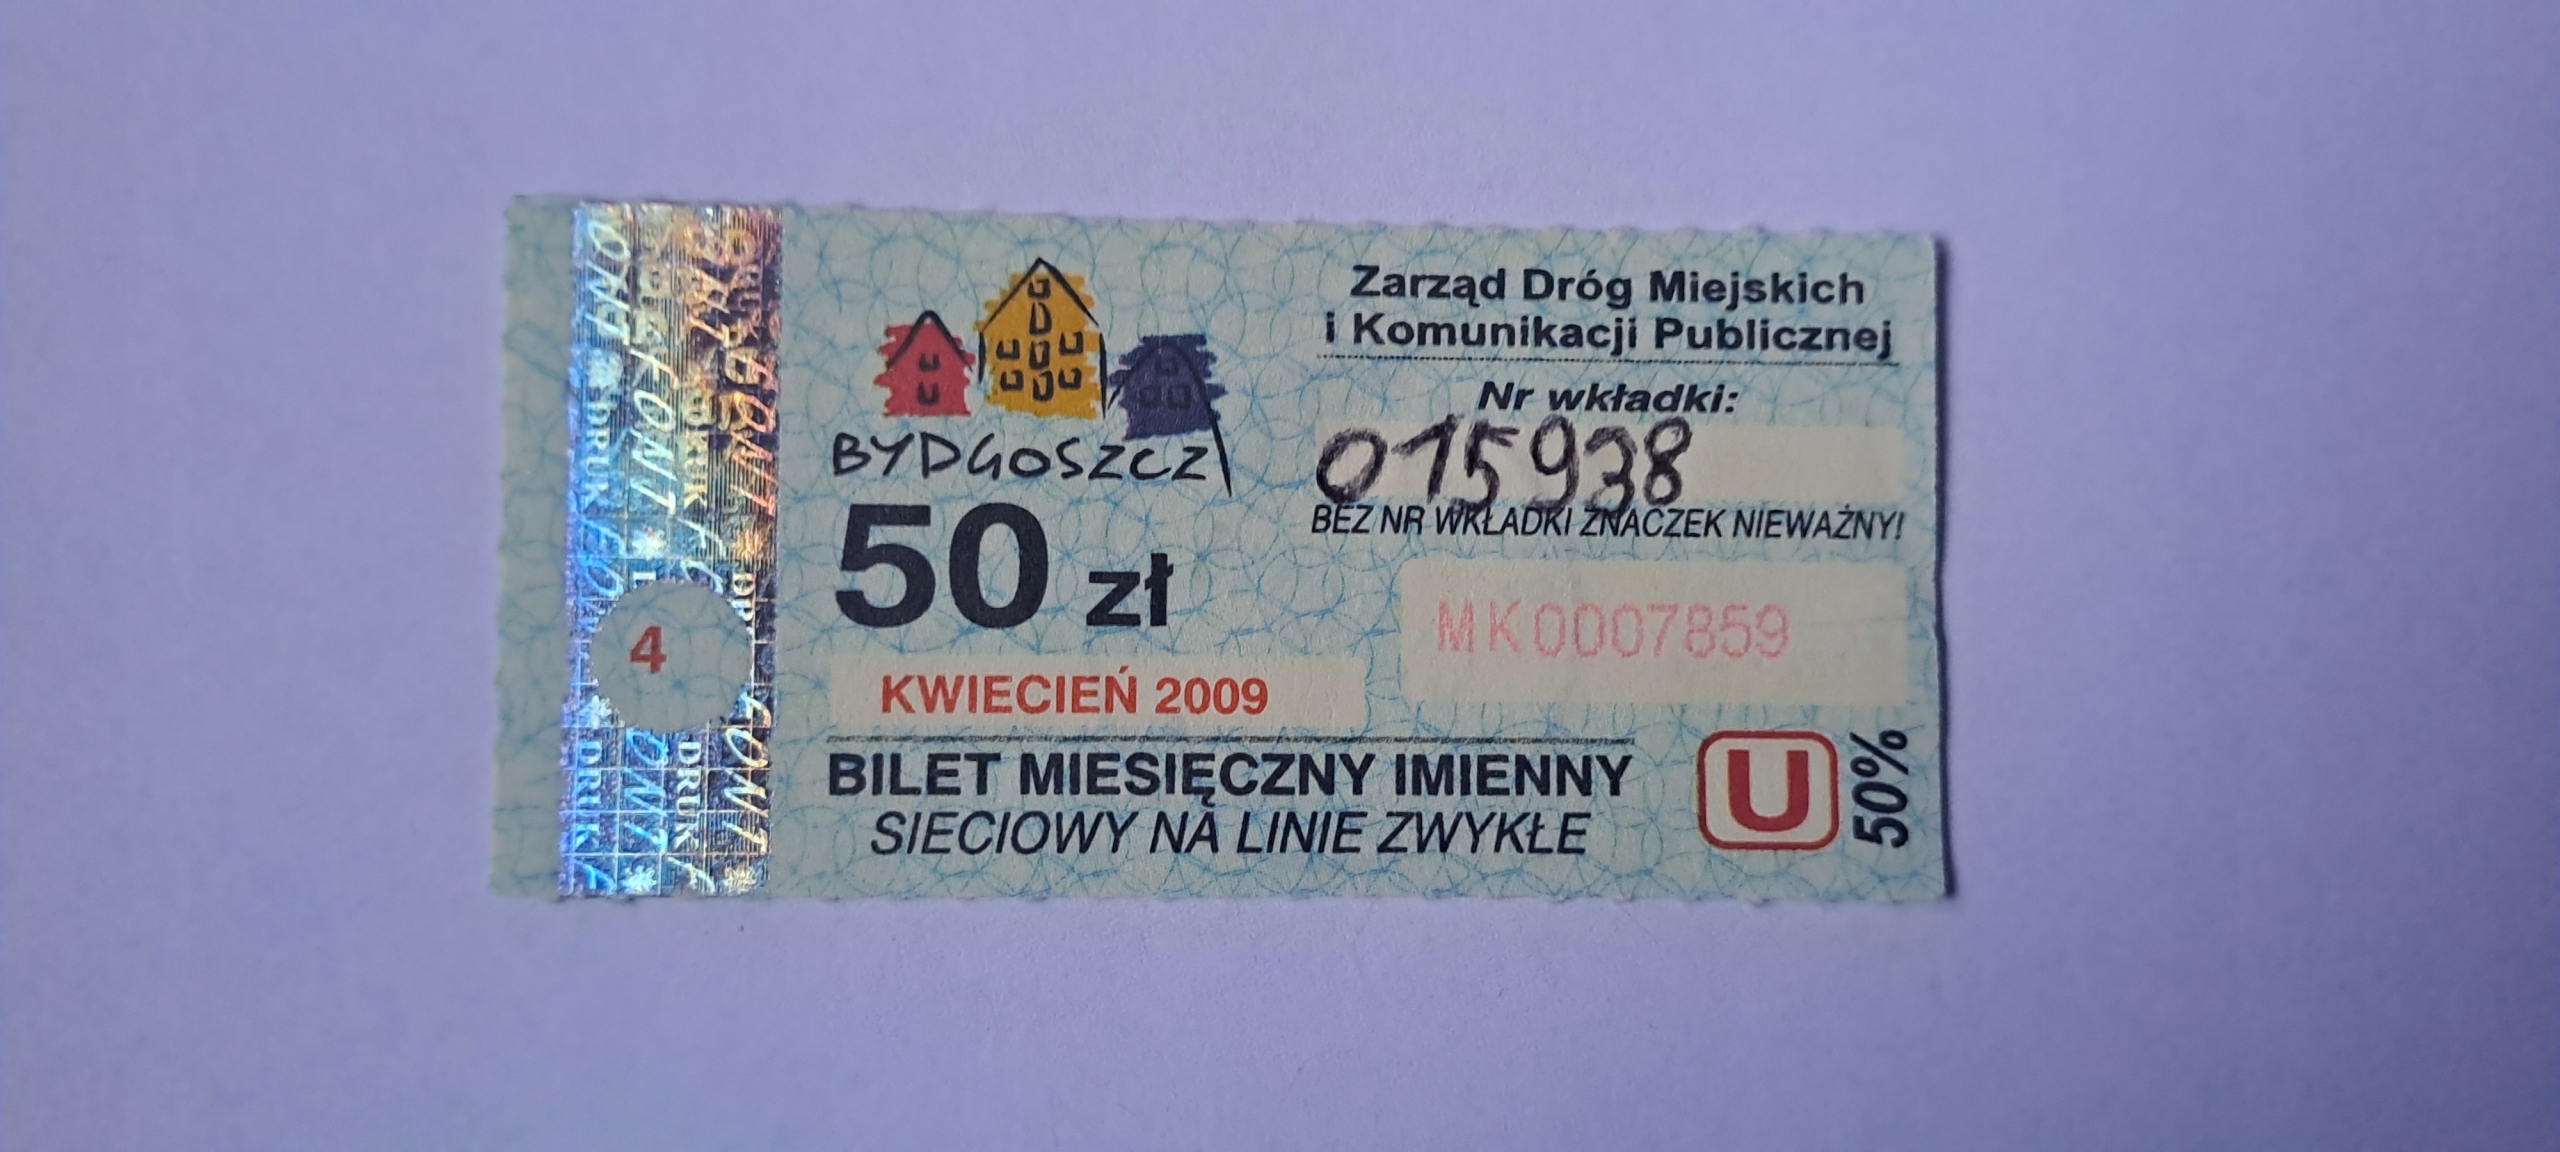 Zarząd Dróg Miejskich
i Komunikacji Publicznej
Nr wkładki:
015938
BEZ NR WKŁADKI ZNACZEK NIEWAŻNY!
BYDGOSZCZ
50 zł
MK0007859
4
KWIECIEŃ 2009
BILET MIESIĘCZNY IMIENNY
SIECIOWY NA LINIE ZWYKŁE
U
50%